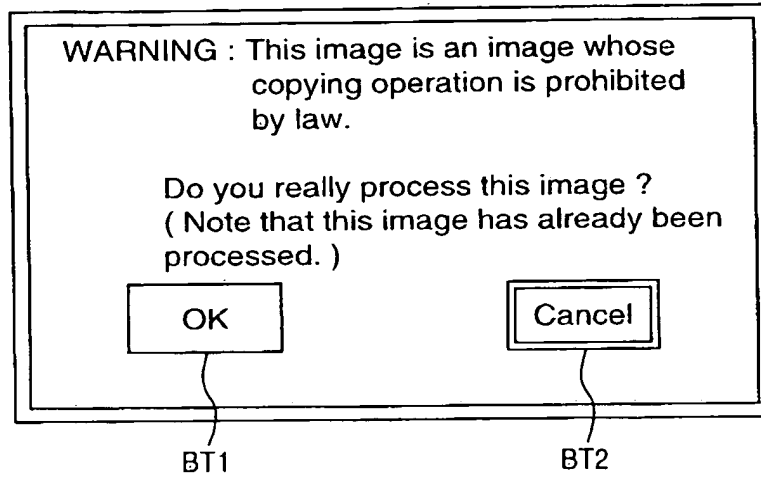 WARNING : This image is an image whose
copying operation is prohibited
by law.
Do you really process this image ?
( Note that this image has already been
processed. )
OK
Cancel
BT1
BT2